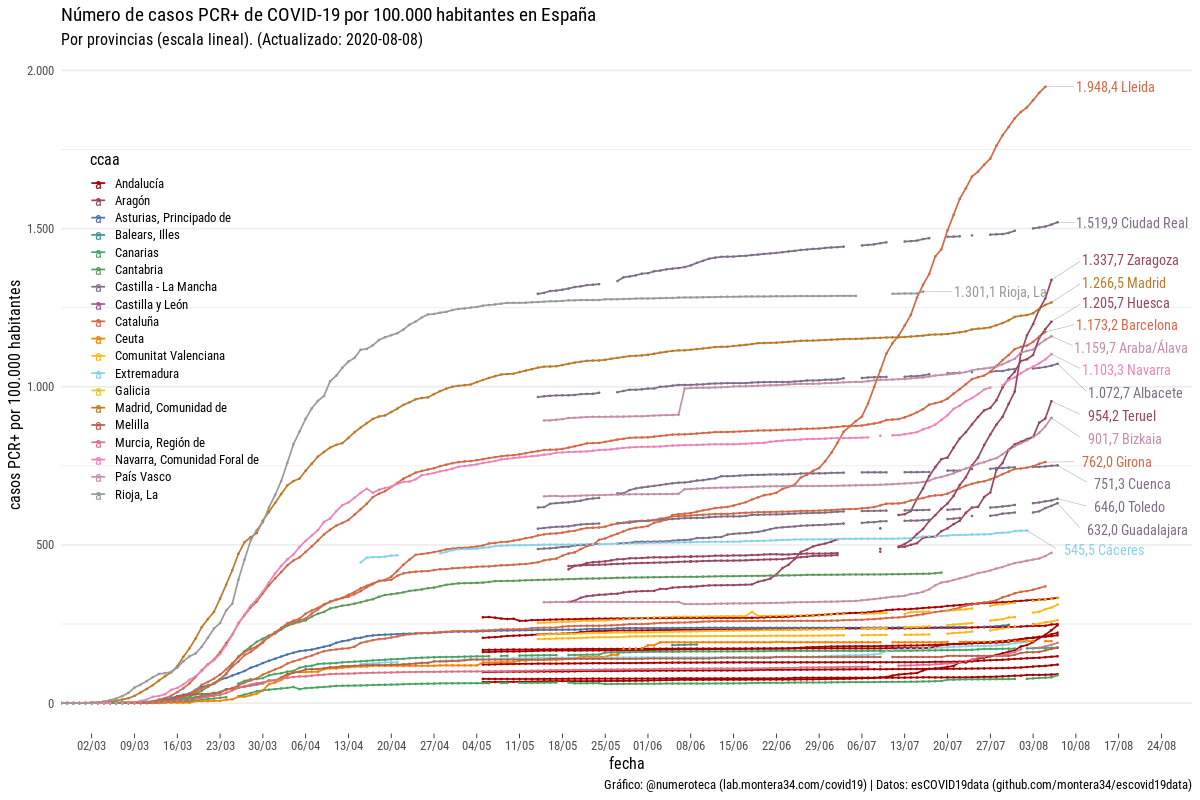 Número de casos PCR+ de COVID-19 por 100.000 habitantes en España
Por provincias (escala lineal). (Actualizado: 2020-08-08)
casos PCR+ por 100.000 habitantes
2.000
1.500
1.000
500
0
ccaa
Andalucía
Aragón
Asturias, Principado de
Balears, Illes
Canarias
Cantabria
Castilla - La Mancha
Castilla y León
Cataluña
Ceuta
Comunitat Valenciana
Extremadura
Galicia
Madrid, Comunidad de
Melilla
Murcia, Región de
Navarra, Comunidad Foral de
País Vasco
Rioja, La
1.948,4 Lleida
1.519,9 Ciudad Real
1.337,7 Zaragoza
1.266,5 Madrid
1.301,1 Rioja, La
1.205,7 Huesca
1.173,2 Barcelona
1.159,7 Araba/Álava
1.103,3 Navarra
1.072,7 Albacete
954,2 Teruel
901,7 Bizkaia
762,0 Girona
751,3 Cuenca
646,0 Toledo
632,0 Guadalajara
545,5 Cáceres
02/03 09/03 16/03 23/03 30/03 06/04 13/04 20/04 27/04 04/05 11/05 18/05 25/05 01/06 08/06 15/06 22/06 29/06 06/07 13/07 20/07 27/07 03/08 10/08 17/08 24/08
fecha
Gráfico: @numeroteca (lab.montera34.com/covid19) | Datos: esCOVID19data (github.com/montera34/escovid19data)